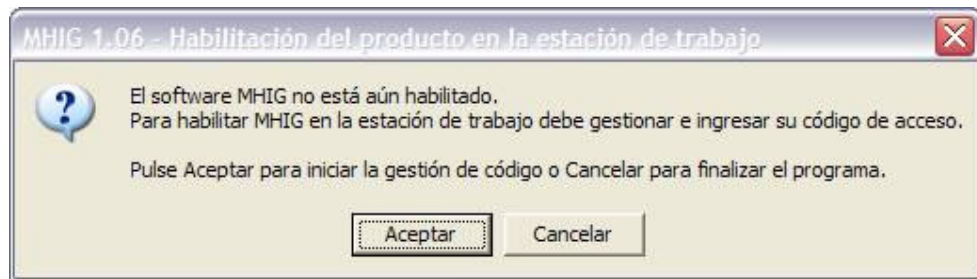 MHIG 1.06 - Habilitación del producto en la estación de trabajo
El software MHIG no está aún habilitado.
Para habilitar MHIG en la estación de trabajo debe gestionar e ingresar su código de acceso.
Pulse Aceptar para iniciar la gestión de código o Cancelar para finalizar el programa.
Aceptar Cancelar